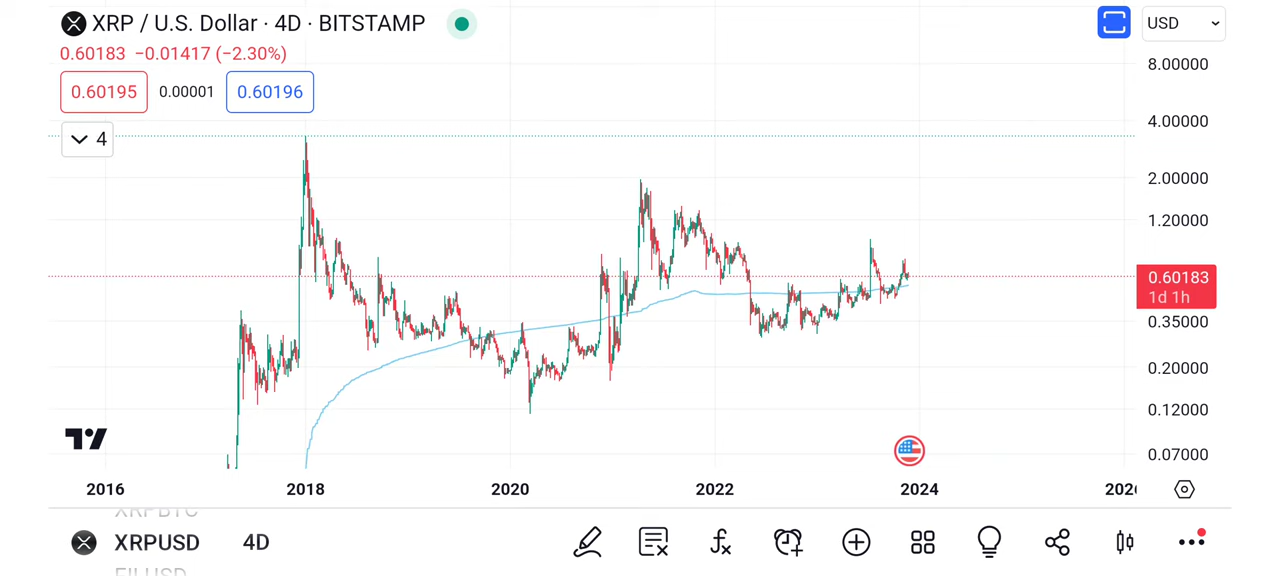 XRP / U.S. Dollar · 4D · BITSTAMP
USD
0.60183 −0.01417 (−2.30%)
0.60195 0.00001 0.60196
4
8.00000
4.00000
2.00000
1.20000
0.60183
1d 1h
0.35000
0.20000
0.12000
0.07000
2016 2018 2020 2022 2024
XRPBTC
XRPUSD 4D
FILUSD